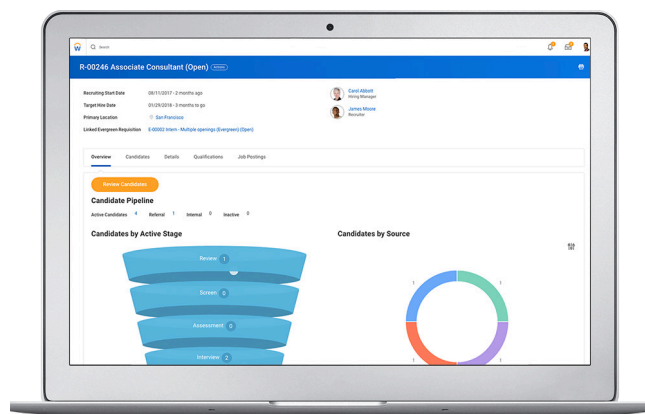 Search
R-00246 Associate Consultant (Open)
Recruiting Start Date 08/11/2017 - 2 months ago
Target Hire Date 01/29/2018 - 3 months to go
Primary Location San Francisco
Linked Evergreen Requisition E-00002 Intern - Multiple openings (Evergreen) (Open)
Carol Abbott
Hiring Manager
James Moore
Recruiter
Overview Candidates Details Qualifications Job Postings
Review Candidates
Candidate Pipeline
Active Candidates 4 Referral 1 Internal 0 Inactive 0
Candidates by Active Stage
Candidates by Source
Review 1
Screen 0
Assessment 0
Interview 2
1 1
1 1